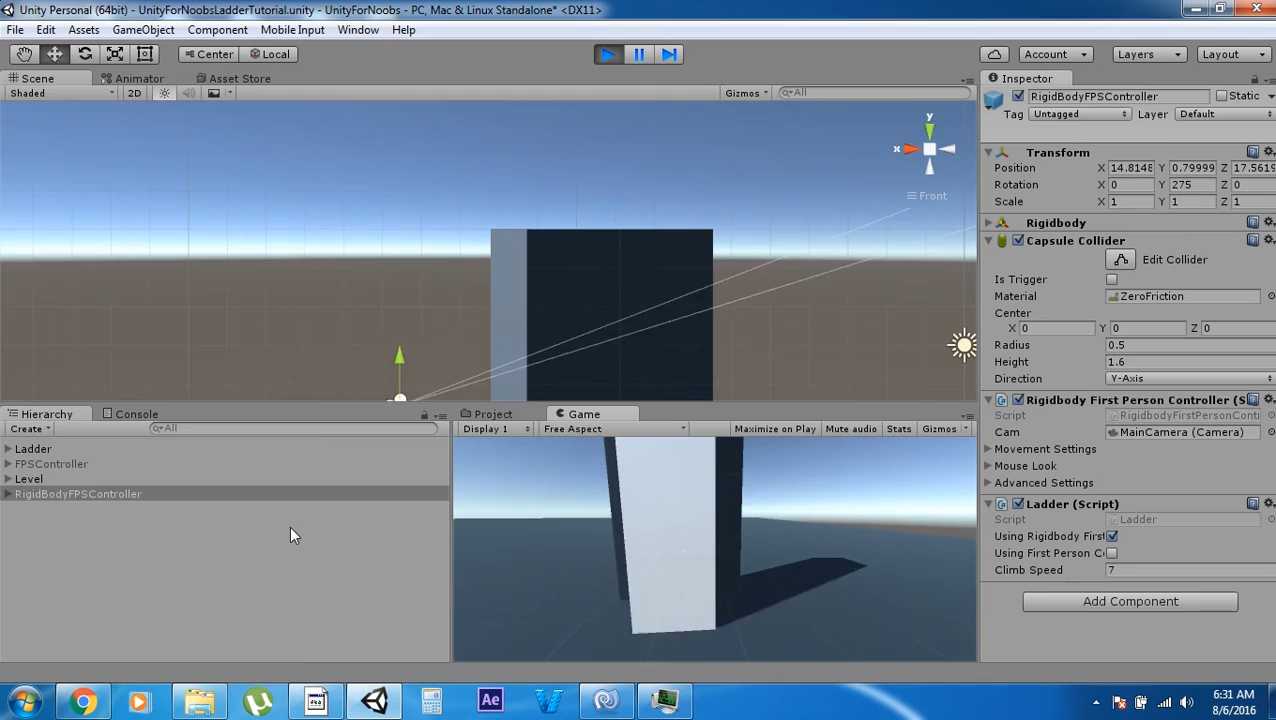 Unity Personal (64bit) - UnityForNoobsLadderTutorial.unity - UnityForNoobs - PC, Mac & Linux Standalone* <DX11>
File Edit Assets GameObject Component Mobile Input Window Help
Center Local Account Layers Layout
Scene Animator Asset Store
Shaded 2D Gizmos All
y
x
Front
Inspector
RigidBodyFPSController Static
Tag Untagged Layer Default
Transform
Position X 14.8148 Y 0.79999 Z 17.5619
Rotation X 0 Y 275 Z 0
Scale X 1 Y 1 Z 1
Rigidbody
Capsule Collider
Edit Collider
Is Trigger
Material ZeroFriction
Center
X 0 Y 0 Z 0
Radius 0.5
Height 1.6
Direction Y-Axis
Rigidbody First Person Controller (S
Script RigidbodyFirstPersonContr
Cam MainCamera (Camera)
Movement Settings
Mouse Look
Advanced Settings
Ladder (Script)
Script Ladder
Using Rigidbody First
Using First Person C
Climb Speed 7
Add Component
Hierarchy Console
Create All
Ladder
FPSController
Level
RigidBodyFPSController
Project Game
Display 1 Free Aspect Maximize on Play Mute audio Stats Gizmos
Ae
6:31 AM
8/6/2016